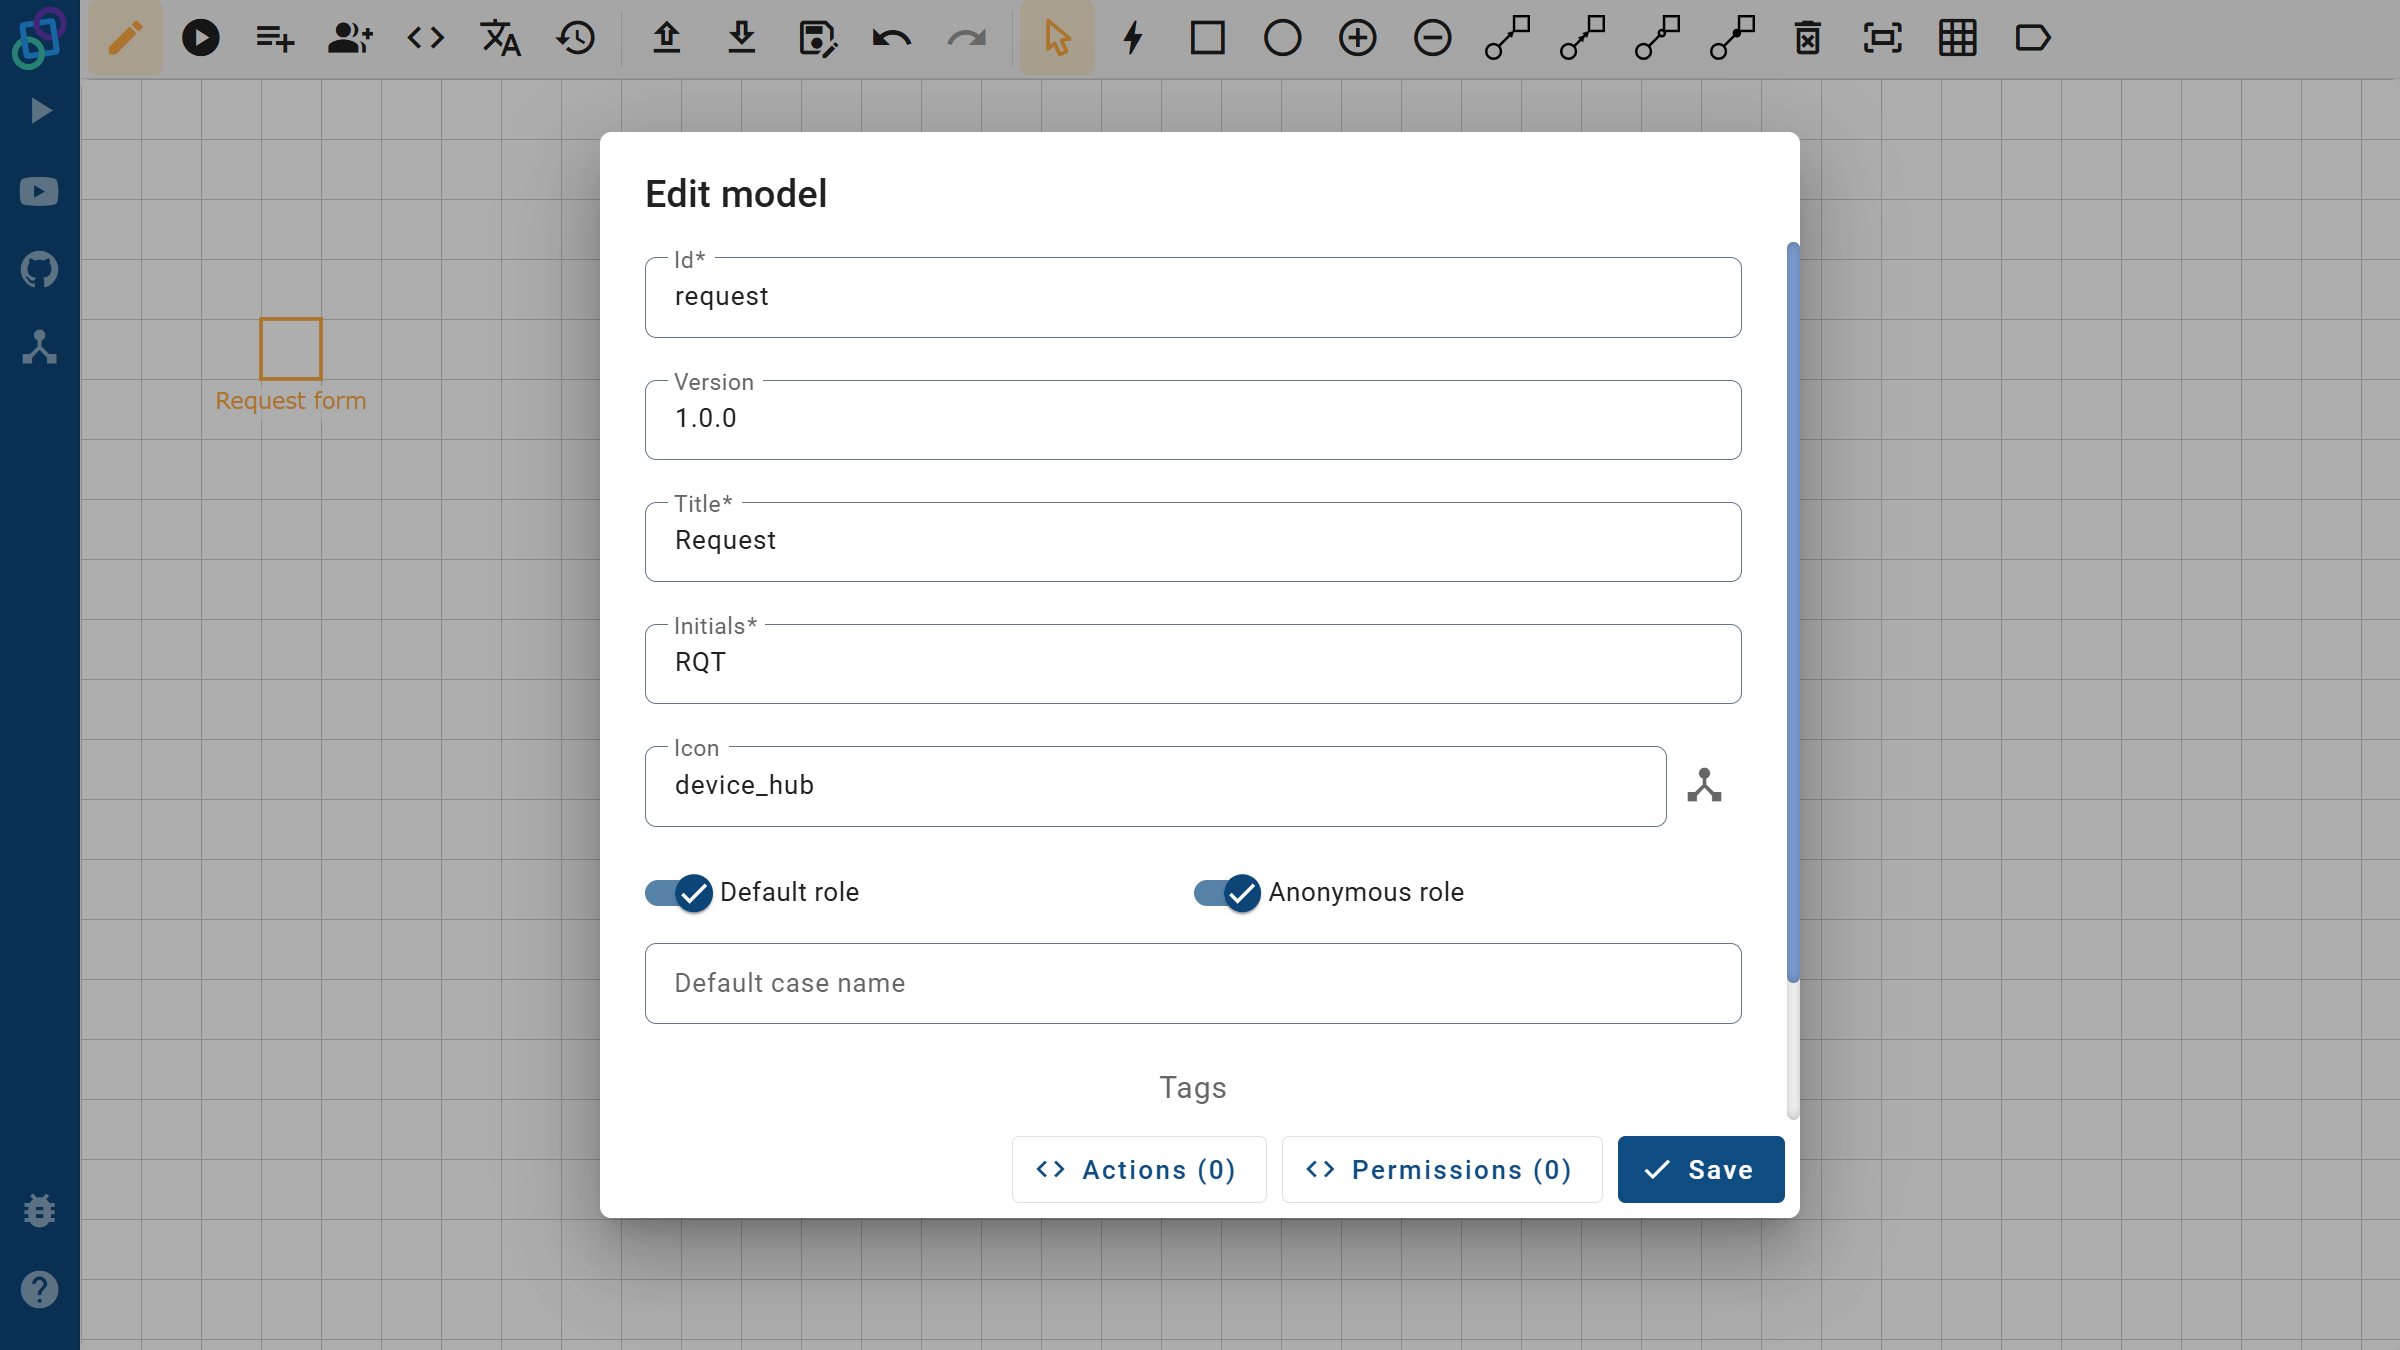 Edit model
Id*
request
Version
1.0.0
Title*
Request
Request form
Initials*
RQT
Icon
device_hub
Default role
Anonymous role
Default case name
Tags
<> Actions (0)
<> Permissions (0)
Save